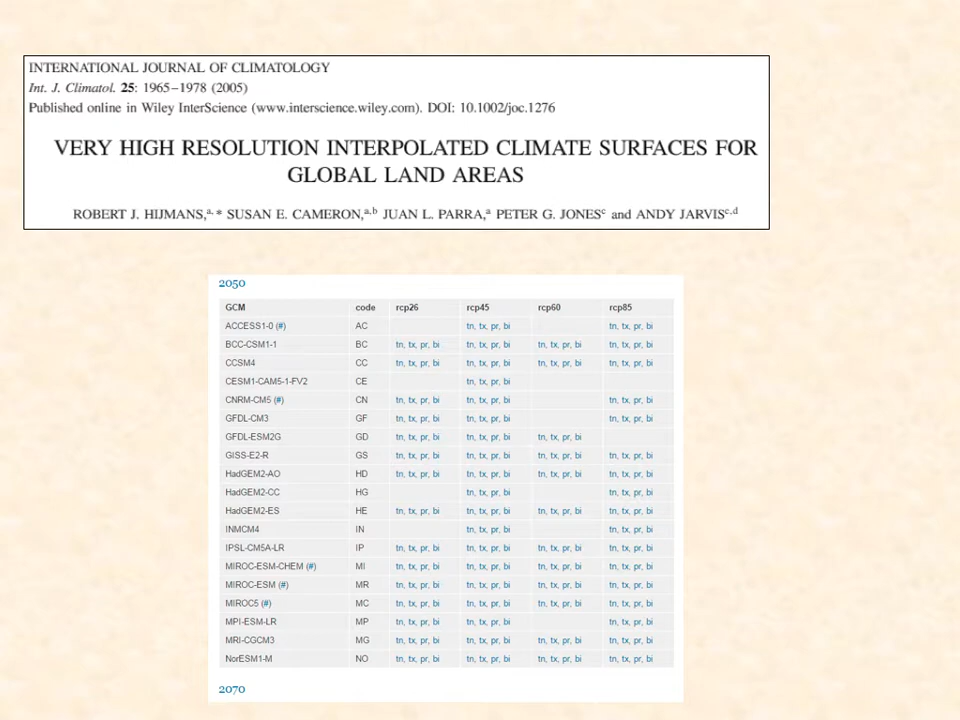 INTERNATIONAL JOURNAL OF CLIMATOLOGY
Int. J. Climatol. 25: 1965–1978 (2005)
Published online in Wiley InterScience (www.interscience.wiley.com). DOI: 10.1002/joc.1276
VERY HIGH RESOLUTION INTERPOLATED CLIMATE SURFACES FOR
GLOBAL LAND AREAS
ROBERT J. HIJMANS,a,* SUSAN E. CAMERON,a,b JUAN L. PARRA,a PETER G. JONESc and ANDY JARVISc,d
2050
GCM code rcp26 rcp45 rcp60 rcp85
ACCESS1-0 (#) AC tn, tx, pr, bi tn, tx, pr, bi
BCC-CSM1-1 BC tn, tx, pr, bi tn, tx, pr, bi tn, tx, pr, bi tn, tx, pr, bi
CCSM4 CC tn, tx, pr, bi tn, tx, pr, bi tn, tx, pr, bi tn, tx, pr, bi
CESM1-CAM5-1-FV2 CE tn, tx, pr, bi
CNRM-CM5 (#) CN tn, tx, pr, bi tn, tx, pr, bi tn, tx, pr, bi
GFDL-CM3 GF tn, tx, pr, bi tn, tx, pr, bi tn, tx, pr, bi
GFDL-ESM2G GD tn, tx, pr, bi tn, tx, pr, bi tn, tx, pr, bi
GISS-E2-R GS tn, tx, pr, bi tn, tx, pr, bi tn, tx, pr, bi tn, tx, pr, bi
HadGEM2-AO HD tn, tx, pr, bi tn, tx, pr, bi tn, tx, pr, bi tn, tx, pr, bi
HadGEM2-CC HG tn, tx, pr, bi tn, tx, pr, bi
HadGEM2-ES HE tn, tx, pr, bi tn, tx, pr, bi tn, tx, pr, bi tn, tx, pr, bi
INMCM4 IN tn, tx, pr, bi tn, tx, pr, bi
IPSL-CM5A-LR IP tn, tx, pr, bi tn, tx, pr, bi tn, tx, pr, bi tn, tx, pr, bi
MIROC-ESM-CHEM (#) MI tn, tx, pr, bi tn, tx, pr, bi tn, tx, pr, bi tn, tx, pr, bi
MIROC-ESM (#) MR tn, tx, pr, bi tn, tx, pr, bi tn, tx, pr, bi tn, tx, pr, bi
MIROC5 (#) MC tn, tx, pr, bi tn, tx, pr, bi tn, tx, pr, bi tn, tx, pr, bi
MPI-ESM-LR MP tn, tx, pr, bi tn, tx, pr, bi tn, tx, pr, bi
MRI-CGCM3 MG tn, tx, pr, bi tn, tx, pr, bi tn, tx, pr, bi tn, tx, pr, bi
NorESM1-M NO tn, tx, pr, bi tn, tx, pr, bi tn, tx, pr, bi tn, tx, pr, bi
2070